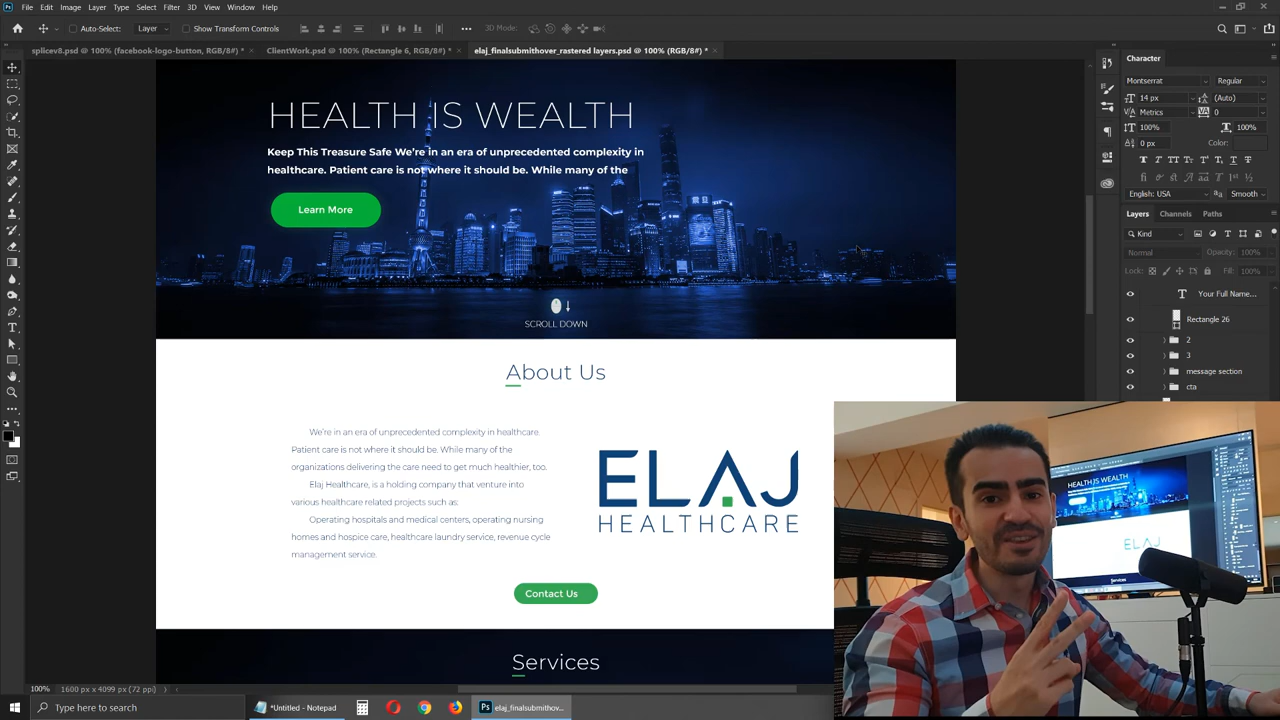 File Edit Image Layer Type Select Filter 3D View Window Help
Auto-Select: Layer Show Transform Controls 3D Mode:
splicev8.psd @ 100% (facebook-logo-button, RGB/8#) * ClientWork.psd @ 100% (Rectangle 6, RGB/8#) * elaj_finalsubmithover_rastered layers.psd @ 100% (RGB/8#) *
Character
Montserrat Regular
14 px (Auto)
Metrics 0
100% 100%
0 px Color:
English: USA Smooth
Layers Channels Paths
Kind
Normal Opacity: 100%
Lock: Fill: 100%
Your Full Name...
Rectangle 26
2
3
message section
cta
HEALTH IS WEALTH
Keep This Treasure Safe We're in an era of unprecedented complexity in
healthcare. Patient care is not where it should be. While many of the
Learn More
SCROLL DOWN
About Us
We're in an era of unprecedented complexity in healthcare.
Patient care is not where it should be. While many of the
organizations delivering the care need to get much healthier, too.
Elaj Healthcare, is a holding company that venture into
various healthcare related projects such as:
Operating hospitals and medical centers, operating nursing
homes and hospice care, healthcare laundry service, revenue cycle
management service.
ELAJ
HEALTHCARE
Contact Us
Services
HEALTH IS WEALTH
ELAJ
Services
100% 1600 px x 4099 px (72 ppi)
Type here to search
*Untitled - Notepad
elaj_finalsubmithov...